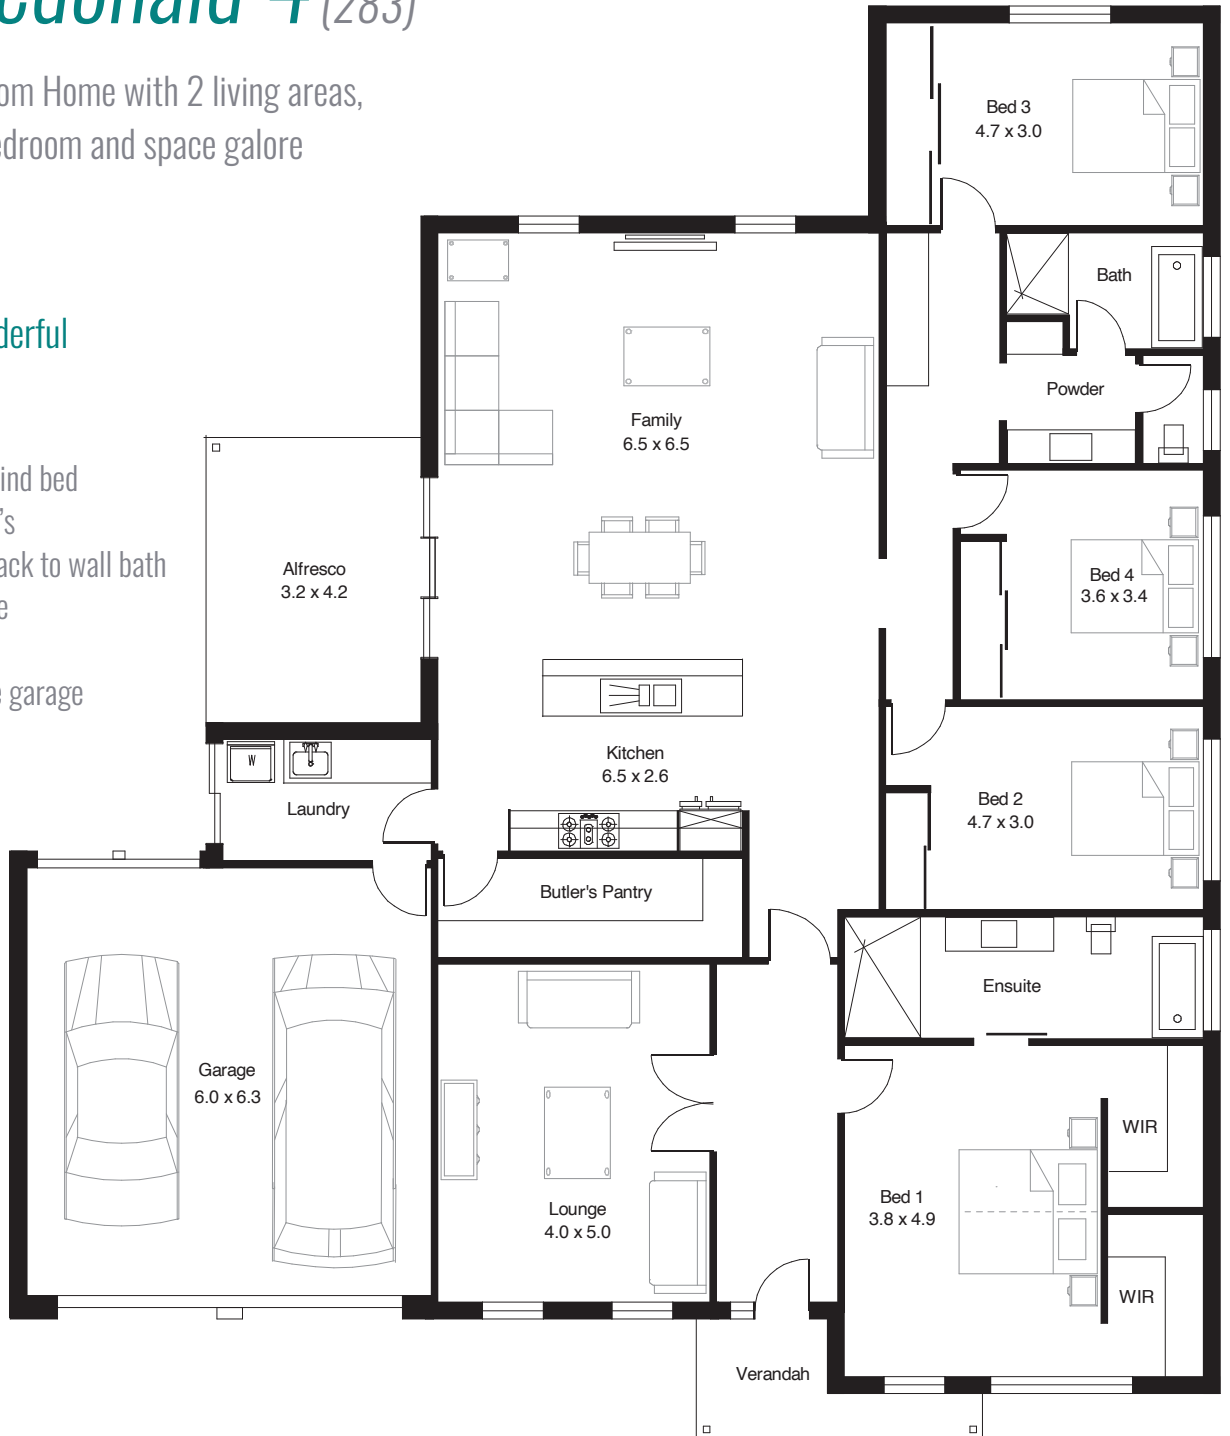 edonald 4 (283)
om Home with 2 living areas,
edroom and space galore
derful
ind bed
's
ack to wall bath
e
e garage
Bed 3
4.7 x 3.0
Bath
Powder
Family
6.5 x 6.5
Alfresco
3.2 x 4.2
Bed 4
3.6 x 3.4
Kitchen
6.5 x 2.6
W
Laundry
Bed 2
4.7 x 3.0
Butler's Pantry
Ensuite
Garage
6.0 x 6.3
WIR
Bed 1
3.8 x 4.9
Lounge
4.0 x 5.0
WIR
Verandah